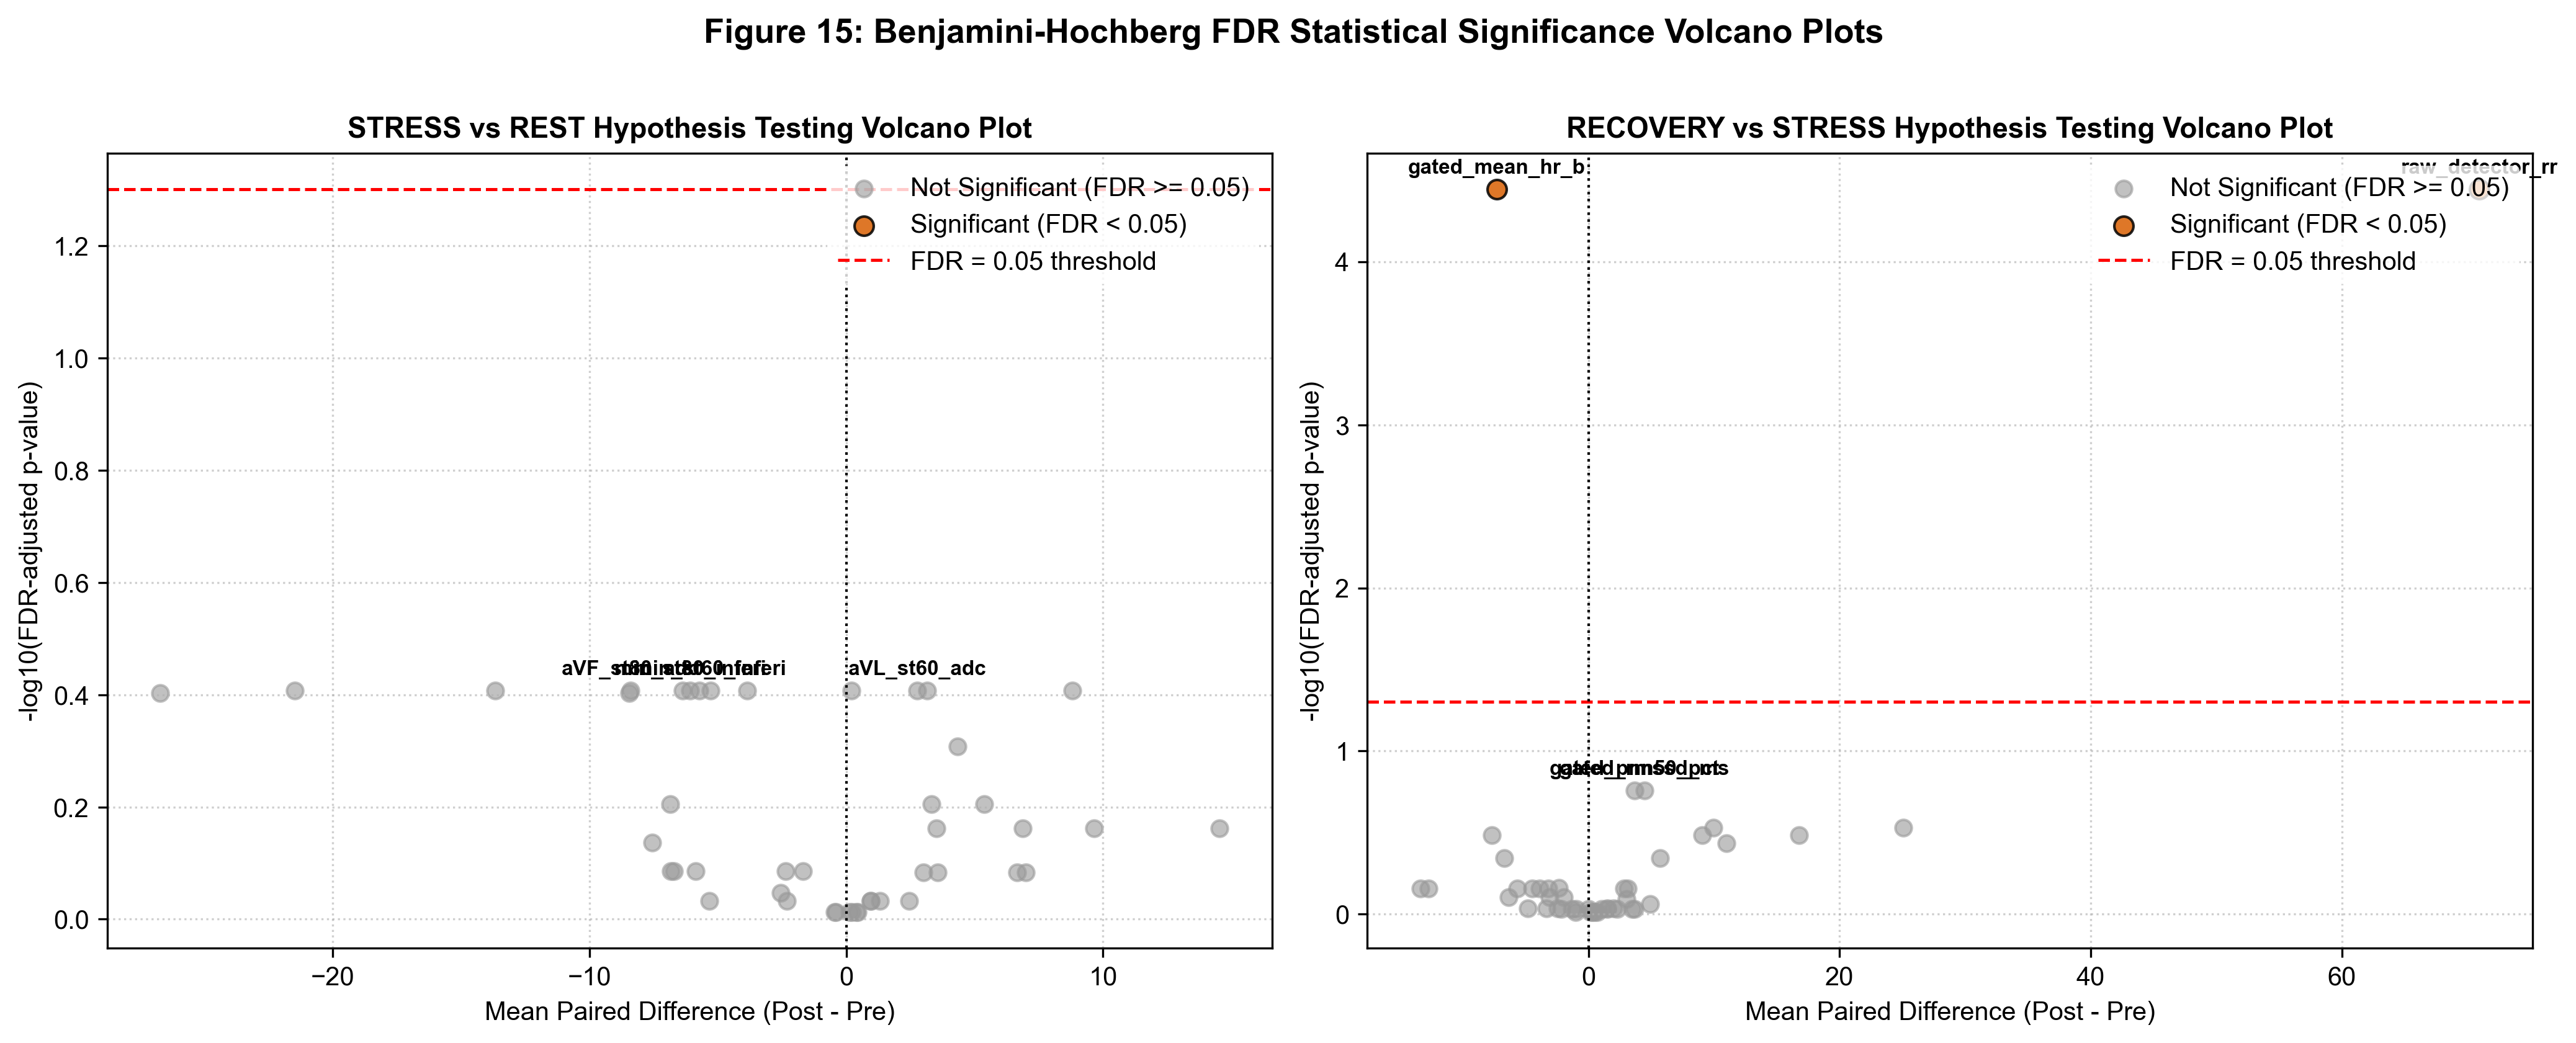 Figure 15: Benjamini-Hochberg FDR Statistical Significance Volcano Plots
STRESS vs REST Hypothesis Testing Volcano Plot
Not Significant (FDR >= 0.05)
Significant (FDR < 0.05)
FDR = 0.05 threshold
-log10(FDR-adjusted p-value)
1.2
1.0
0.8
0.6
0.4
0.2
0.0
aVL_st60_adc
−20
−10
0
10
Mean Paired Difference (Post - Pre)
RECOVERY vs STRESS Hypothesis Testing Volcano Plot
gated_mean_hr_b
raw_detector_rr
Not Significant (FDR >= 0.05)
Significant (FDR < 0.05)
FDR = 0.05 threshold
-log10(FDR-adjusted p-value)
4
3
2
1
0
0
20
40
60
Mean Paired Difference (Post - Pre)